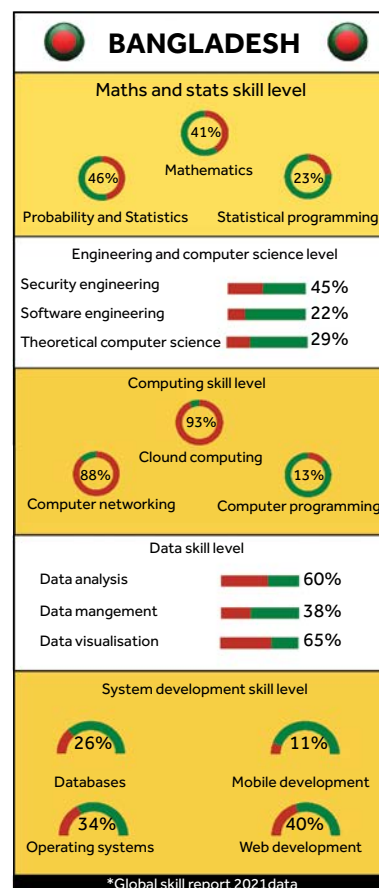 BANGLADESH
Maths and stats skill level
41%
Mathematics
46%
Probability and Statistics
23%
Statistical programming
Engineering and computer science level
Security engineering 45%
Software engineering 22%
Theoretical computer science 29%
Computing skill level
93%
Clound computing
88%
Computer networking
13%
Computer programming
Data skill level
Data analysis 60%
Data mangement 38%
Data visualisation 65%
System development skill level
26%
Databases
11%
Mobile development
34%
Operating systems
40%
Web development
*Global skill report 2021data